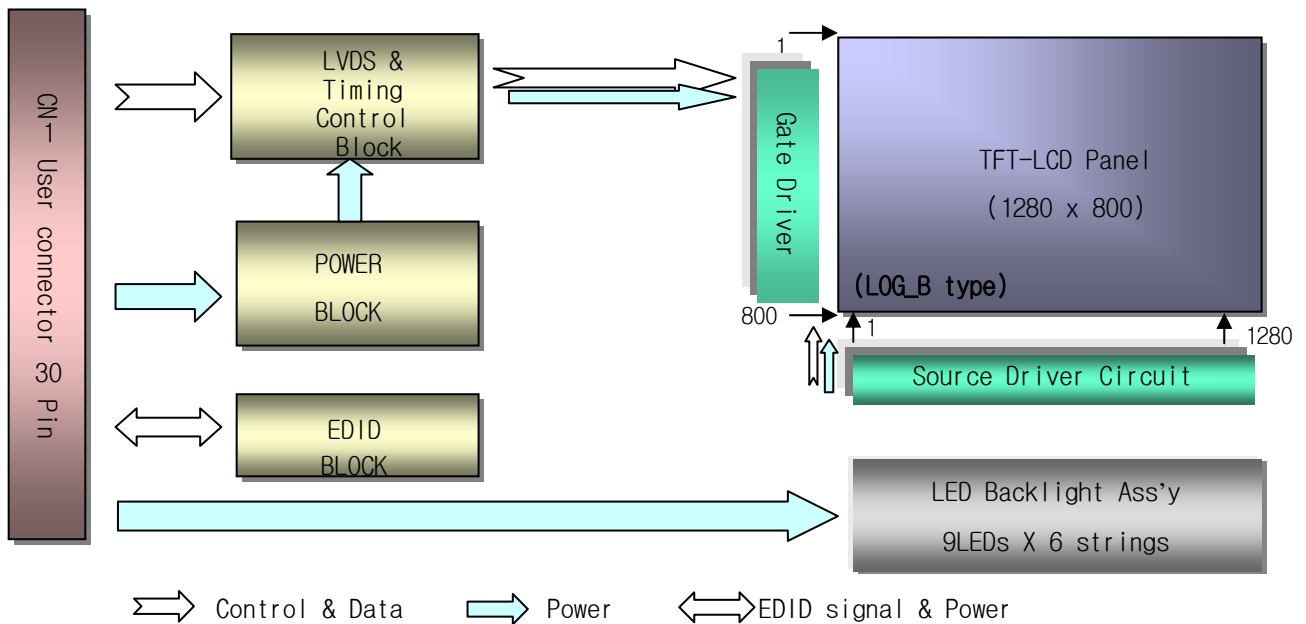 CN1- User connector 30 Pin
LVDS &
Timing
Control
Block
POWER
BLOCK
EDID
BLOCK
1
Gate Driver
800
TFT-LCD Panel
(1280 x 800)
(LOG_B type)
1
1280
Source Driver Circuit
LED Backlight Ass'y
9LEDs X 6 strings
Control & Data
Power
EDID signal & Power